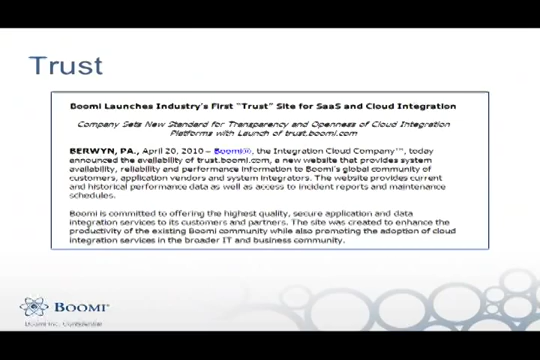 Trust
Boomi Launches Industry's First "Trust" Site for SaaS and Cloud Integration
Company Sets New Standard for Transparency and Openness of Cloud Integration
Platforms with Launch of trust.boomi.com
BERWYN, PA., April 20, 2010 – Boomi®, the Integration Cloud Company™, today
announced the availability of trust.boomi.com, a new website that provides system
availability, reliability and performance information to Boomi's global community of
customers, application vendors and system integrators. The website provides current
and historical performance data as well as access to incident reports and maintenance
schedules.
Boomi is committed to offering the highest quality, secure application and data
integration services to its customers and partners. The site was created to enhance the
productivity of the existing Boomi community while also promoting the adoption of cloud
integration services in the broader IT and business community.
BOOMI®
Boomi Inc. Confidential